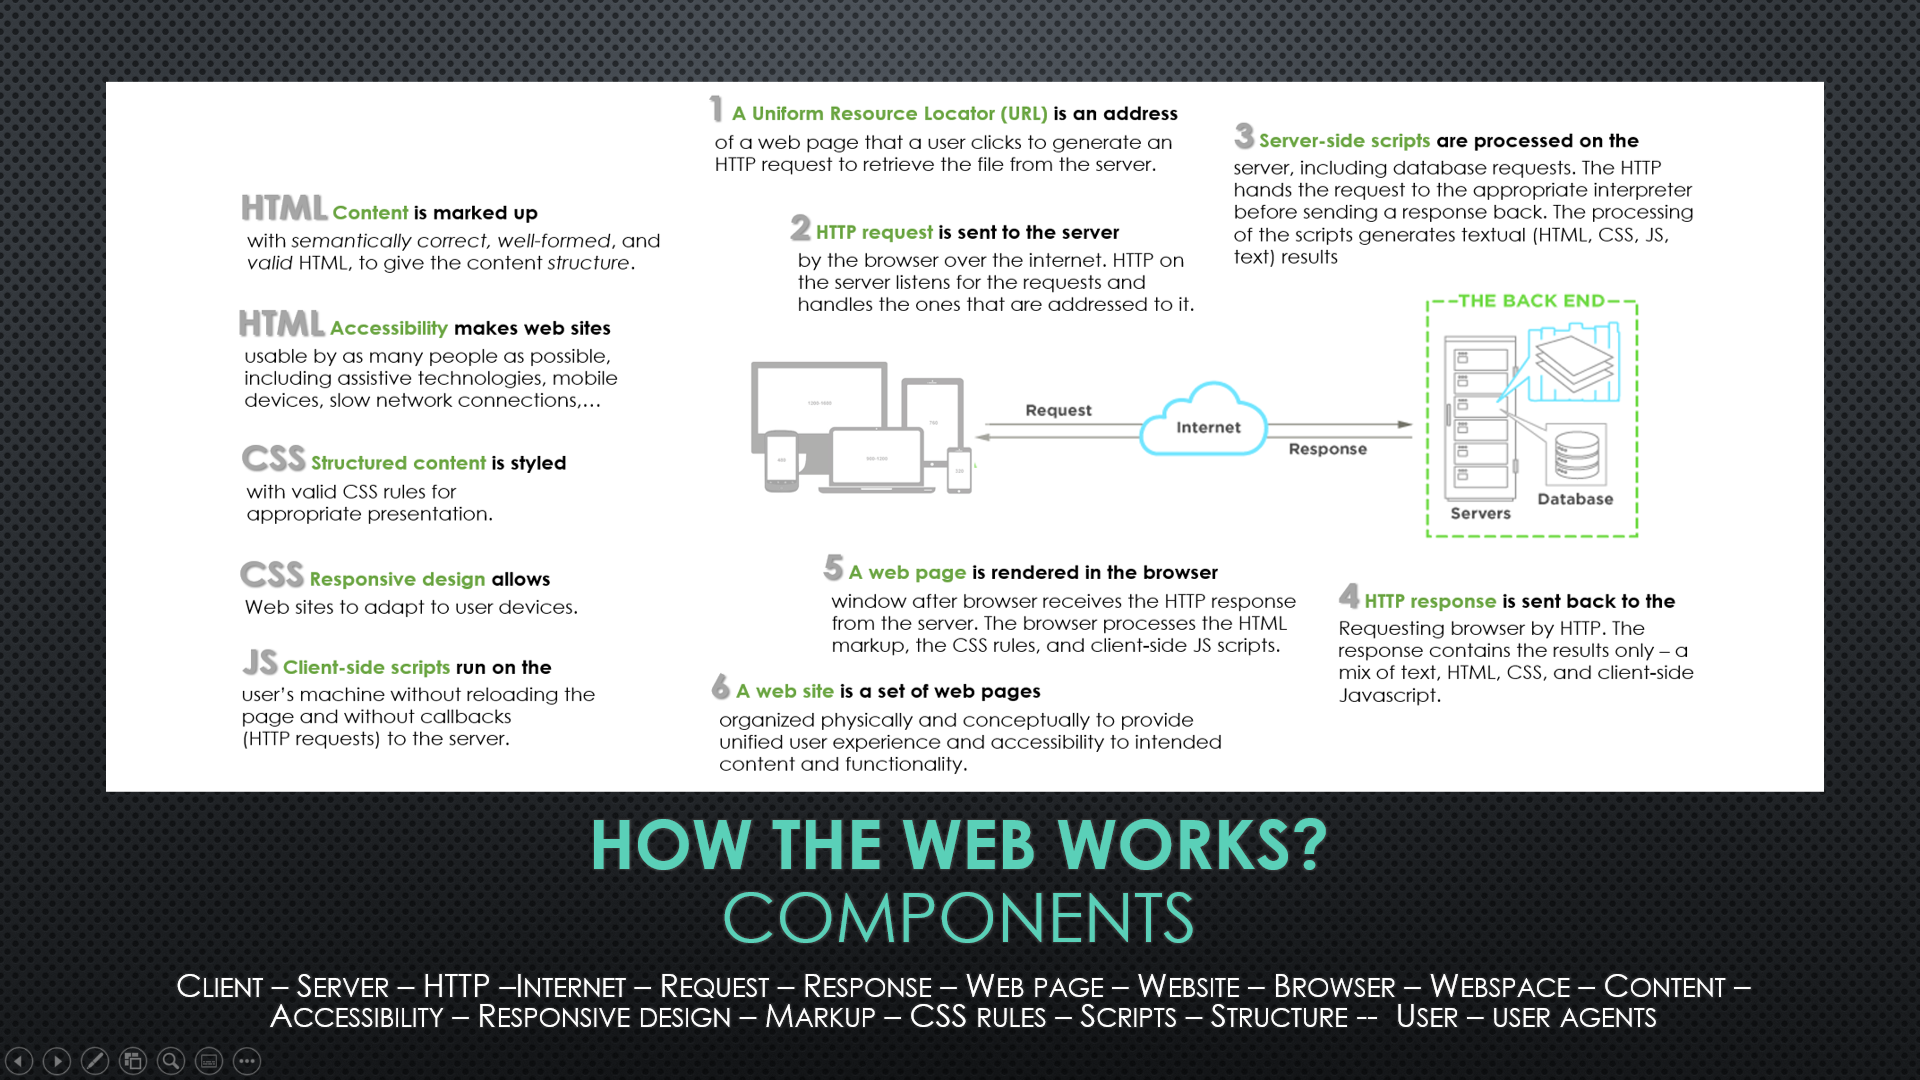 1 A Uniform Resource Locator (URL) is an address
of a web page that a user clicks to generate an
HTTP request to retrieve the file from the server.
2 HTTP request is sent to the server
by the browser over the internet. HTTP on
the server listens for the requests and
handles the ones that are addressed to it.
3 Server-side scripts are processed on the
server, including database requests. The HTTP
hands the request to the appropriate interpreter
before sending a response back. The processing
of the scripts generates textual (HTML, CSS, JS,
text) results
HTML Content is marked up
with semantically correct, well-formed, and
valid HTML, to give the content structure.
HTML Accessibility makes web sites
usable by as many people as possible,
including assistive technologies, mobile
devices, slow network connections,...
CSS Structured content is styled
with valid CSS rules for
appropriate presentation.
CSS Responsive design allows
Web sites to adapt to user devices.
JS Client-side scripts run on the
user's machine without reloading the
page and without callbacks
(HTTP requests) to the server.
Request
Internet
Response
THE BACK END
Servers
Database
5 A web page is rendered in the browser
window after browser receives the HTTP response
from the server. The browser processes the HTML
markup, the CSS rules, and client-side JS scripts.
4 HTTP response is sent back to the
Requesting browser by HTTP. The
response contains the results only – a
mix of text, HTML, CSS, and client-side
Javascript.
6 A web site is a set of web pages
organized physically and conceptually to provide
unified user experience and accessibility to intended
content and functionality.
HOW THE WEB WORKS?
COMPONENTS
CLIENT – SERVER – HTTP –INTERNET – REQUEST – RESPONSE – WEB PAGE – WEBSITE – BROWSER – WEBSPACE – CONTENT –
ACCESSIBILITY – RESPONSIVE DESIGN – MARKUP – CSS RULES – SCRIPTS – STRUCTURE -- USER – USER AGENTS